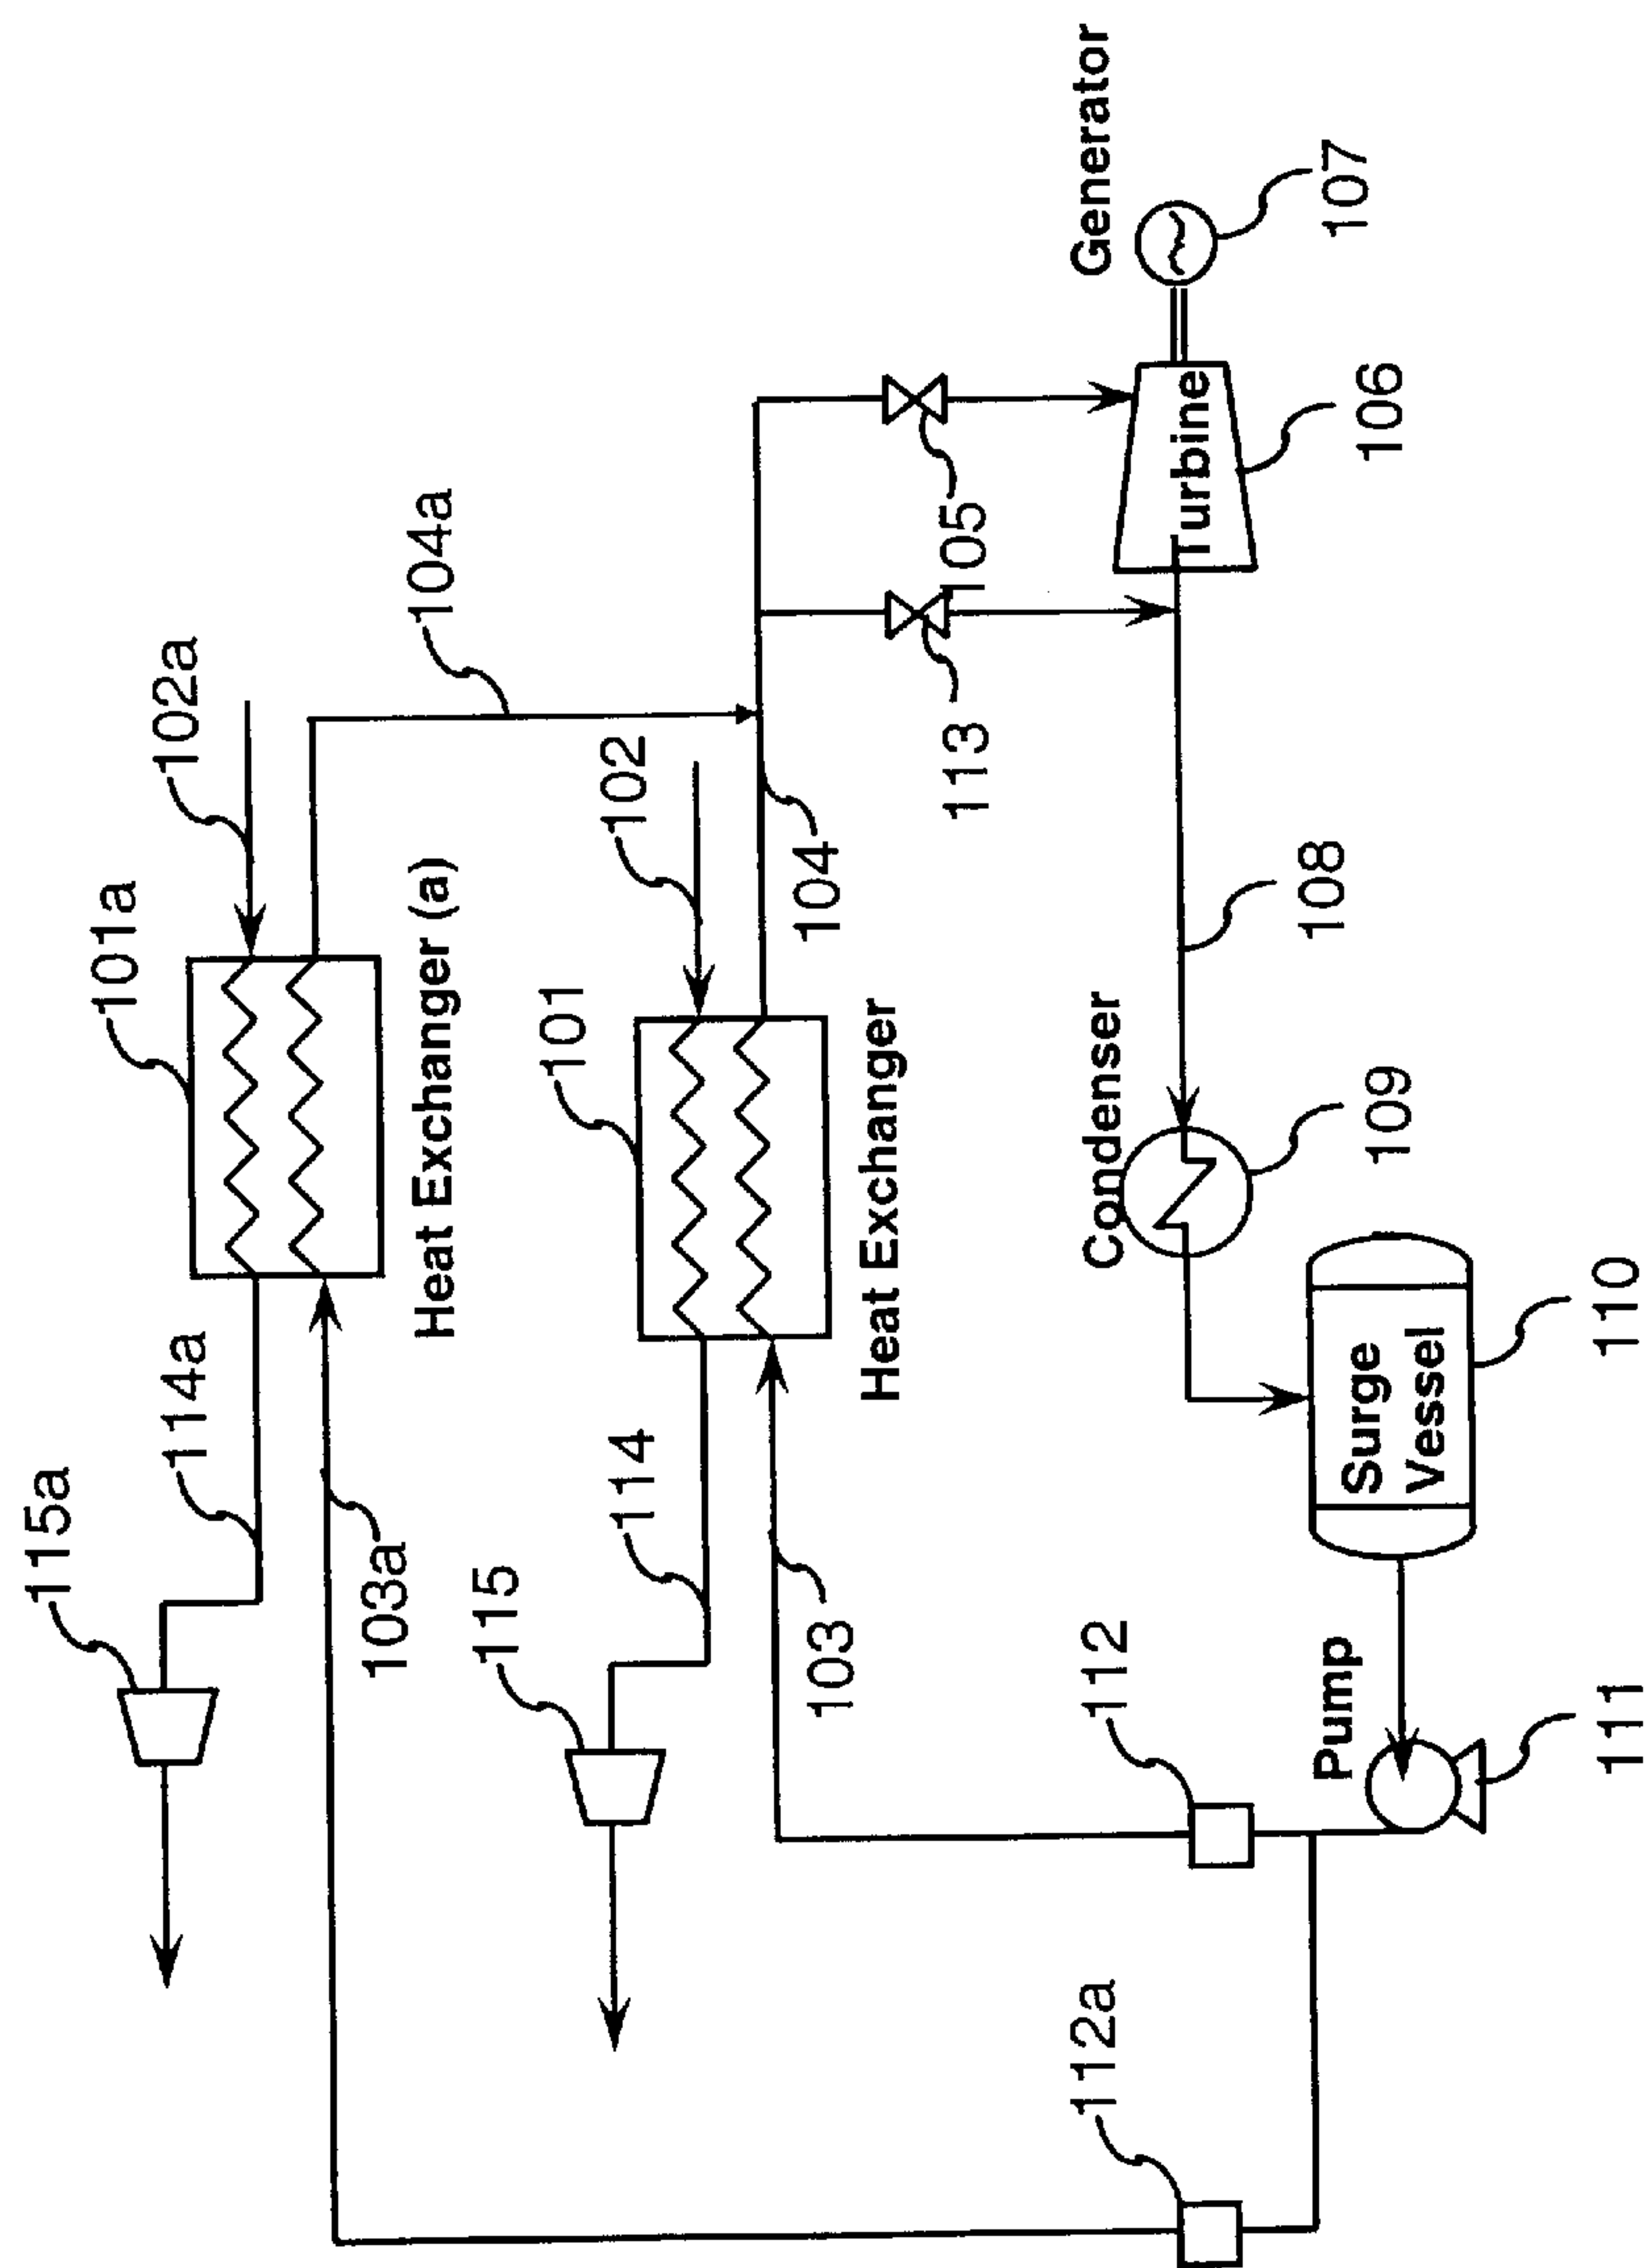 115a
101a
114a
102a
103a
Heat Exchanger (a)
104a
115
101
114
102
103
104
Heat Exchanger
113
105
112a
112
Condenser
Generator
Turbine
108
Pump
107
Surge
Vessel
109
106
111
110